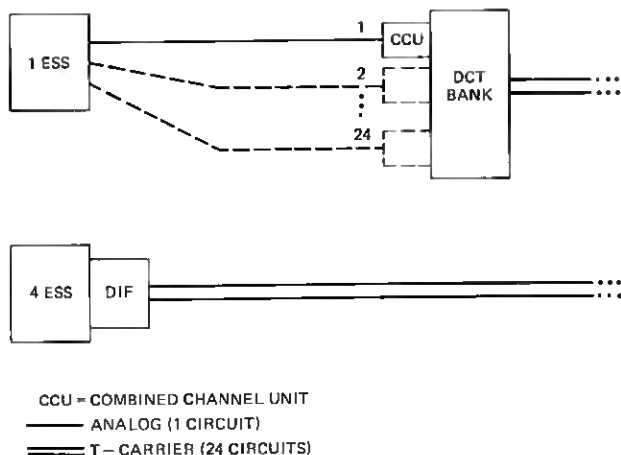 1
1 ESS
CCU
2
DCT
BANK
24
4 ESS
DIF
CCU = COMBINED CHANNEL UNIT
ANALOG (1 CIRCUIT)
T – CARRIER (24 CIRCUITS)